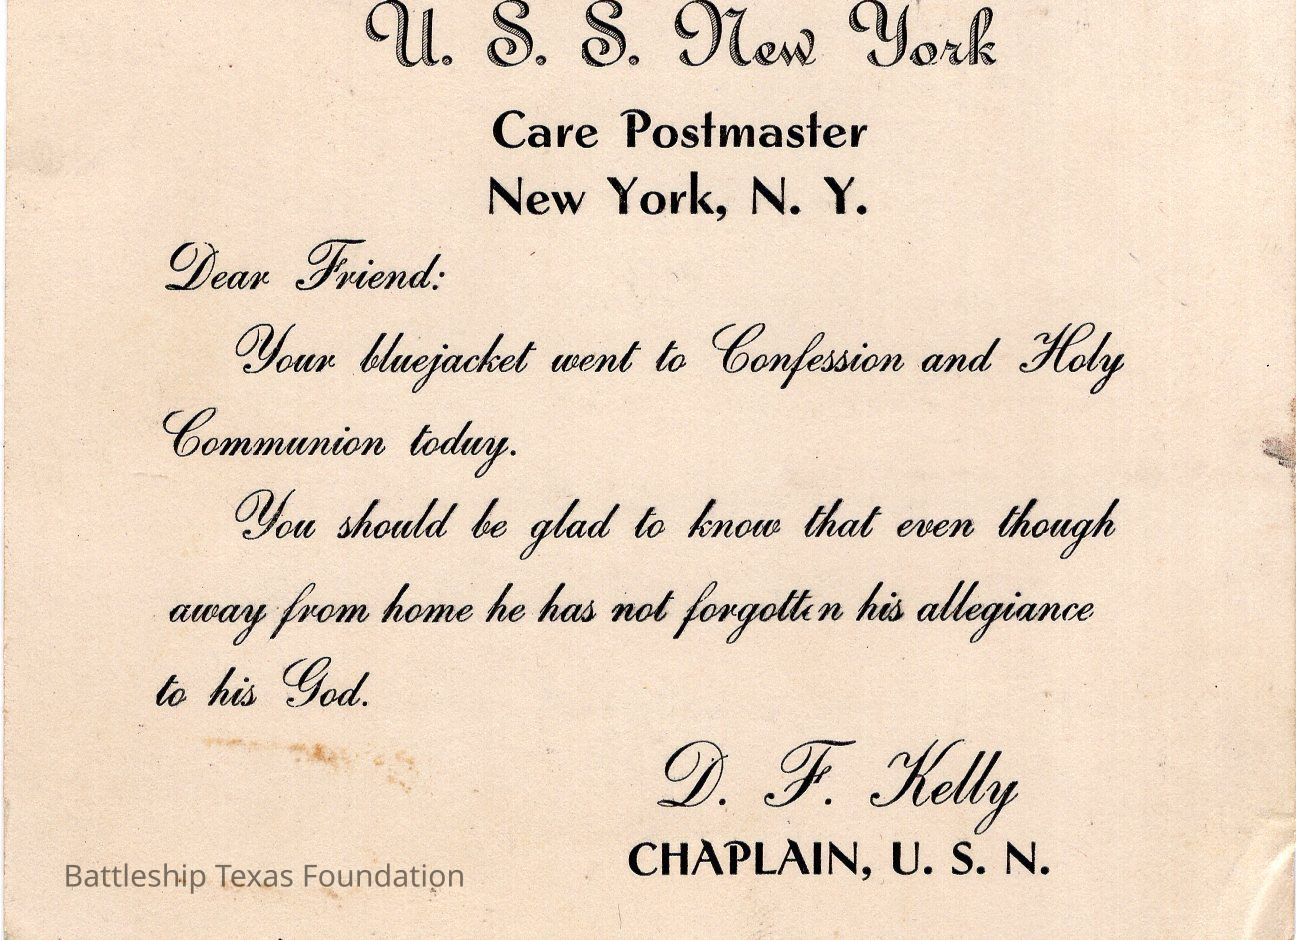 U. S. S. New York
Care Postmaster
New York, N. Y.
Dear Friend:
Your bluejacket went to Confession and Holy
Communion today.
You should be glad to know that even though
away from home he has not forgotten his allegiance
to his God.
D. F. Kelly
CHAPLAIN, U. S. N.
Battleship Texas Foundation